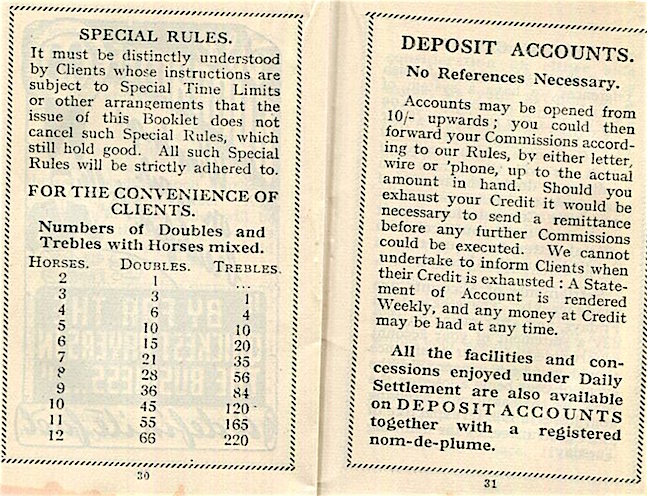 SPECIAL RULES.
It must be distinctly understood
by Clients whose instructions are
subject to Special Time Limits
or other arrangements that the
issue of this Booklet does not
cancel such Special Rules, which
still hold good. All such Special
Rules will be strictly adhered to.
FOR THE CONVENIENCE OF
CLIENTS.
Numbers of Doubles and
Trebles with Horses mixed.
HORSES. DOUBLES. TREBLES.
2 1 ...
3 3 1
4 6 4
5 10 10
6 15 20
7 21 35
8 28 56
9 36 84
10 45 120
11 55 165
12 66 220
30
DEPOSIT ACCOUNTS.
No References Necessary.
Accounts may be opened from
10/- upwards; you could then
forward your Commissions accord-
ing to our Rules, by either letter,
wire or 'phone, up to the actual
amount in hand. Should you
exhaust your Credit it would be
necessary to send a remittance
before any further Commissions
could be executed. We cannot
undertake to inform Clients when
their Credit is exhausted: A State-
ment of Account is rendered
Weekly, and any money at Credit
may be had at any time.
All the facilities and con-
cessions enjoyed under Daily
Settlement are also available
on DEPOSIT ACCOUNTS
together with a registered
nom-de-plume.
31